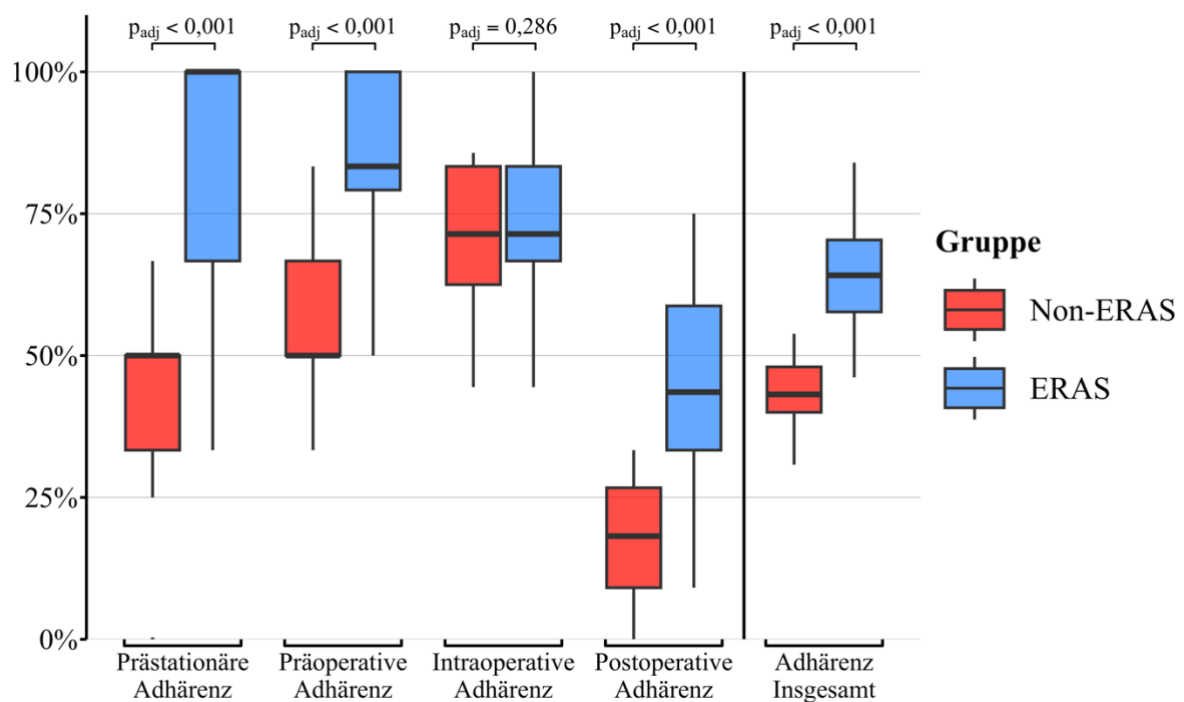 p_adj < 0,001 p_adj < 0,001 p_adj = 0,286 p_adj < 0,001 p_adj < 0,001
100%
75%
50%
25%
0%
Gruppe
Non-ERAS
ERAS
Prästationäre
Adhärenz
Präoperative
Adhärenz
Intraoperative
Adhärenz
Postoperative
Adhärenz
Adhärenz
Insgesamt